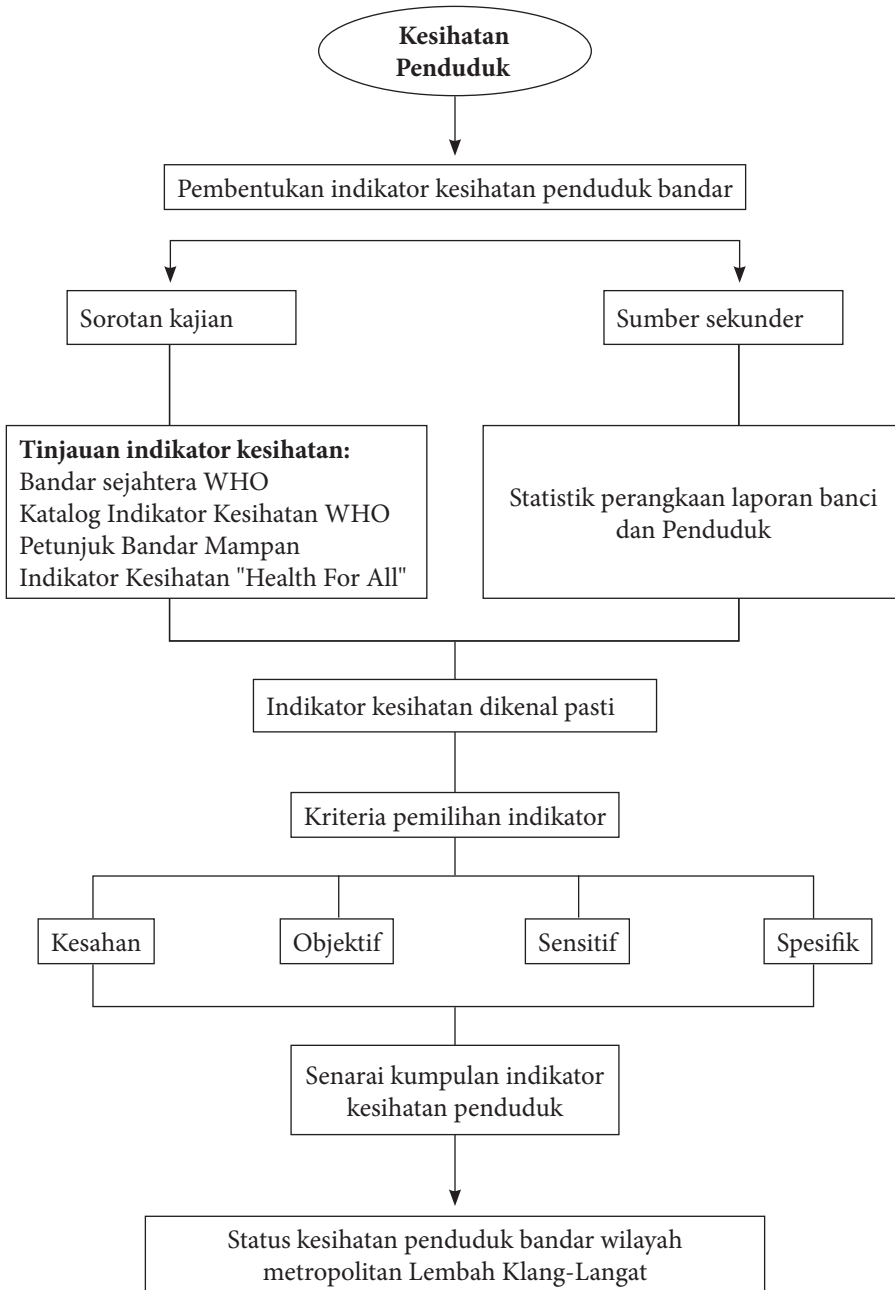 Kesihatan
Penduduk
Pembentukan indikator kesihatan penduduk bandar
Sorotan kajian
Sumber sekunder
Tinjauan indikator kesihatan:
Bandar sejahtera WHO
Katalog Indikator Kesihatan WHO
Petunjuk Bandar Mampan
Indikator Kesihatan "Health For All"
Statistik perangkaan laporan banci
dan Penduduk
Indikator kesihatan dikenal pasti
Kriteria pemilihan indikator
Kesahan
Objektif
Sensitif
Spesifik
Senarai kumpulan indikator
kesihatan penduduk
Status kesihatan penduduk bandar wilayah
metropolitan Lembah Klang-Langat